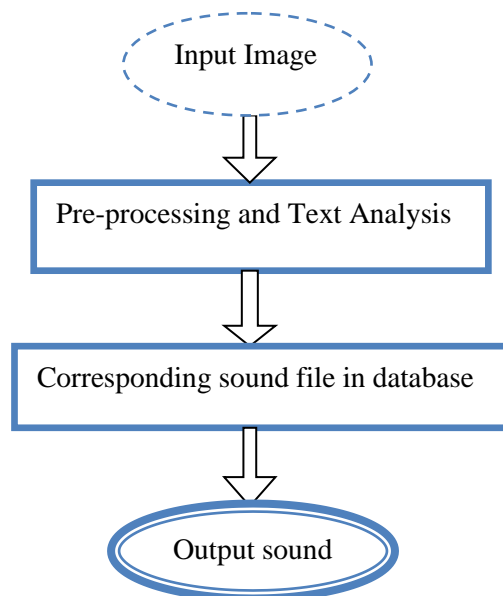 Input Image
Pre-processing and Text Analysis
Corresponding sound file in database
Output sound